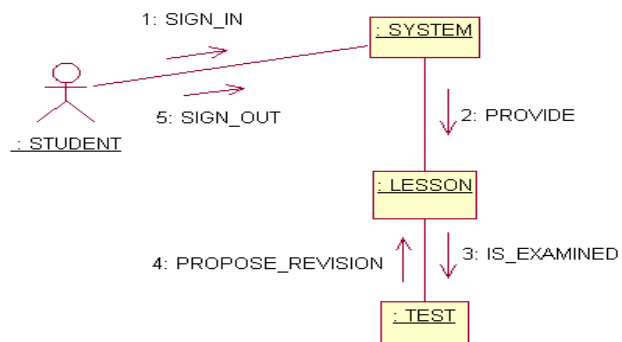 1: SIGN_IN
: SYSTEM
5: SIGN_OUT
: STUDENT
2: PROVIDE
: LESSON
4: PROPOSE_REVISION
3: IS_EXAMINED
: TEST